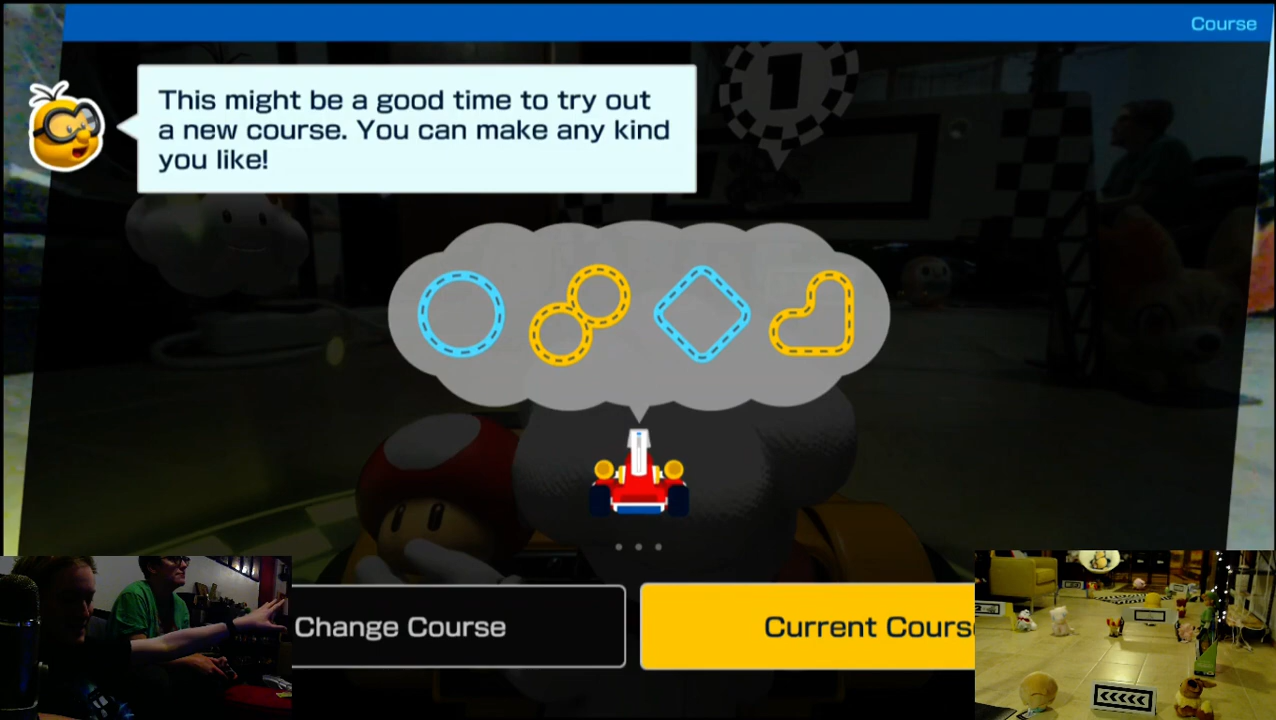 Course
1
This might be a good time to try out
a new course. You can make any kind
you like!
Change Course
Current Cours